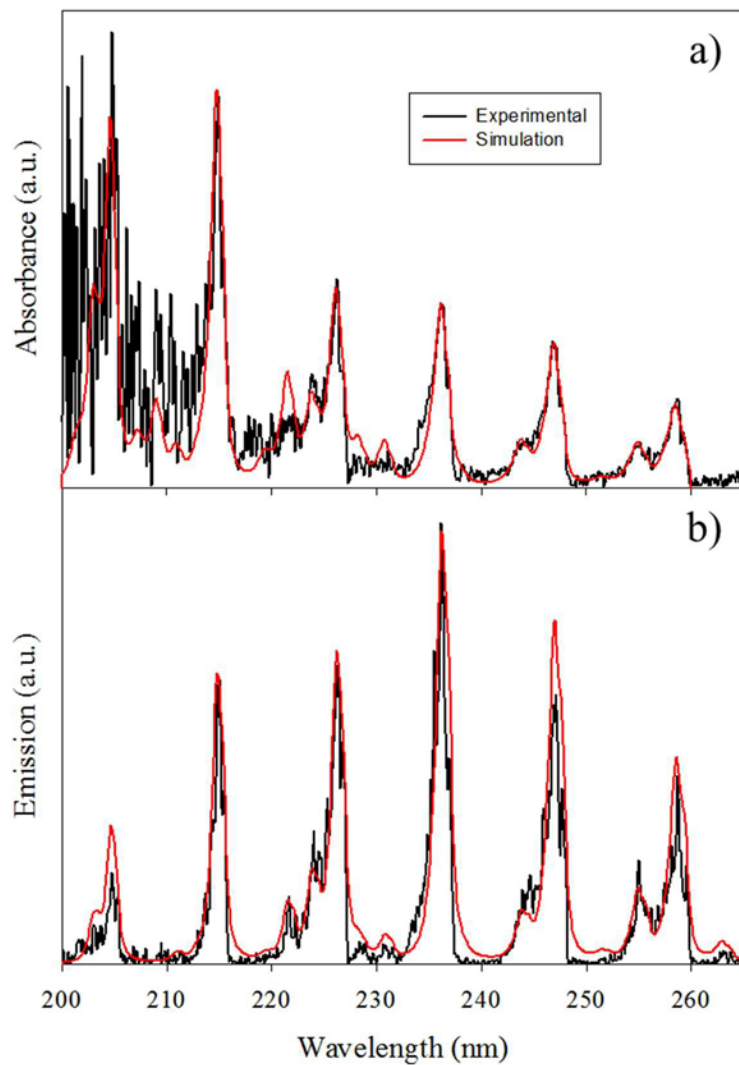 a)
Experimental
Simulation
Absorbance (a.u.)
b)
Emission (a.u.)
200 210 220 230 240 250 260
Wavelength (nm)